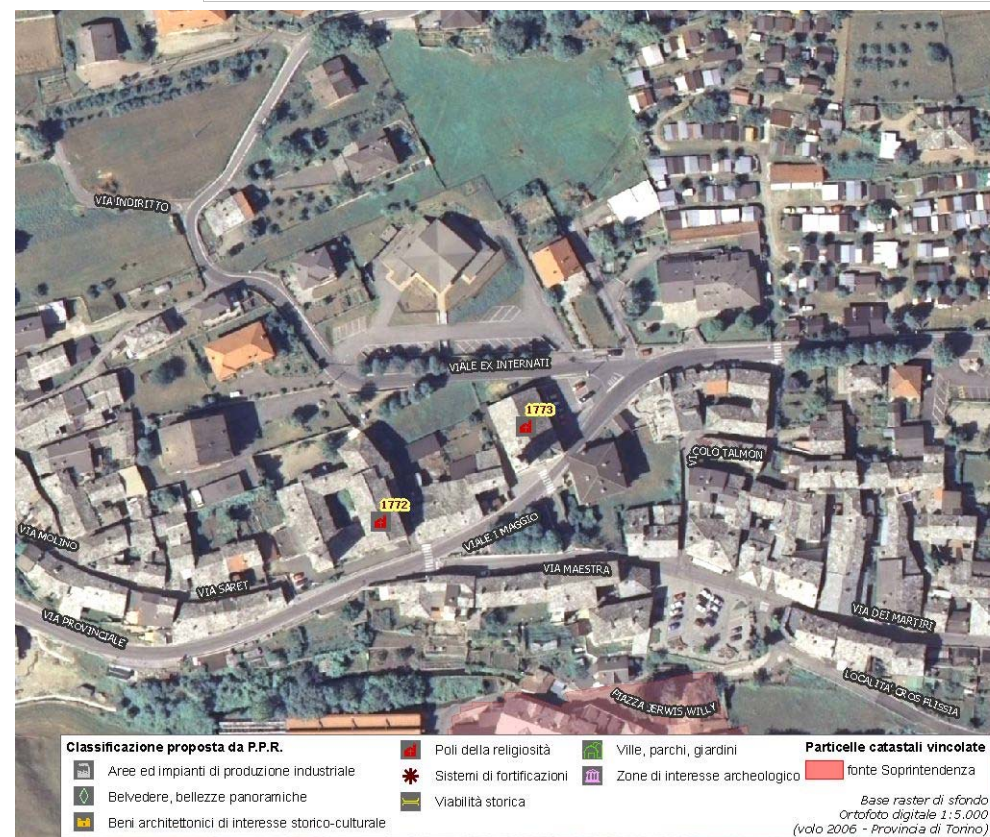 VIA INDIRITTO
VIALE EX INTERNATI
1773
VICOLO TALMON
1772
VIA MOLINO
VIALE I MAGGIO
VIA MAESTRA
VIA SARET
VIA PROVINCIALE
VIA DEI MARTIRI
LOCALITA' CROS FLISSIA
PIAZZA JERWIS WILLY
Classificazione proposta da P.P.R.
Aree ed impianti di produzione industriale
Belvedere, bellezze panoramiche
Beni architettonici di interesse storico-culturale
Poli della religiosità
Sistemi di fortificazioni
Viabilità storica
Ville, parchi, giardini
Zone di interesse archeologico
Particelle catastali vincolate
fonte Soprintendenza
Base raster di sfondo
Ortofoto digitale 1:5.000
(volo 2006 - Provincia di Torino)